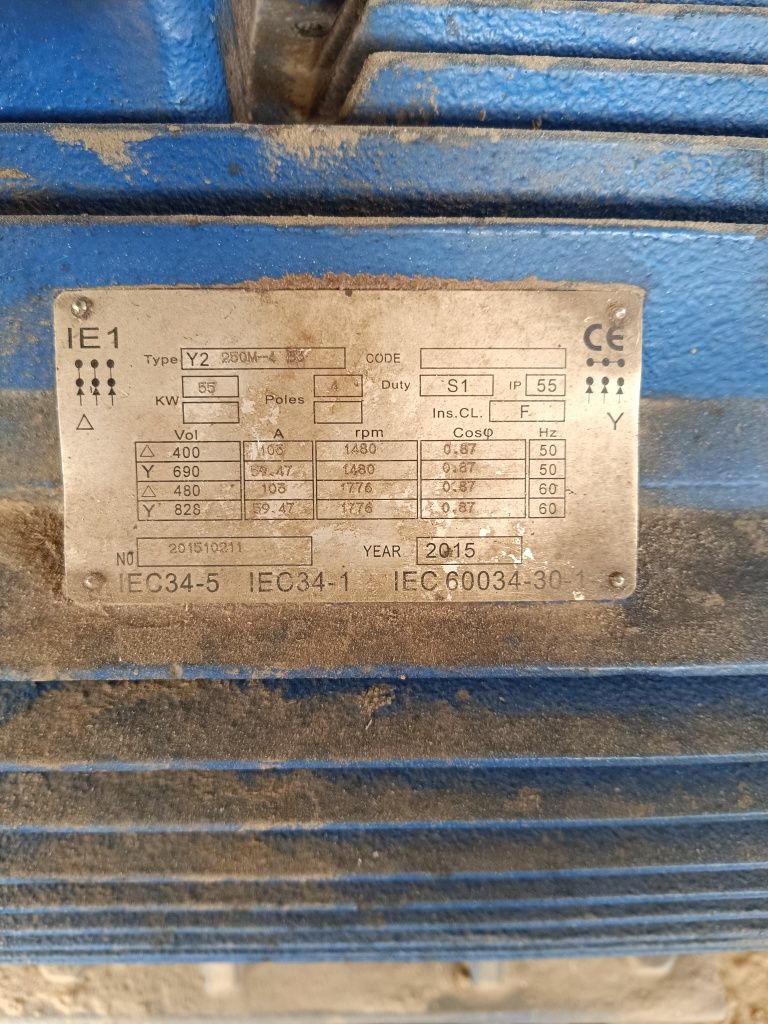 IE1
CE
Type Y2 250M-4 B3 CODE
KW 55 Poles 4 Duty S1 IP 55
Ins.CL. F
△ Y
Vol A rpm Cosφ Hz
△ 400 103 1480 0.87 50
Y 690 59.47 1480 0.87 50
△ 480 103 1776 0.87 60
Y 828 59.47 1776 0.87 60
NO 201510211 YEAR 2015
IEC34-5 IEC34-1 IEC60034-30-1